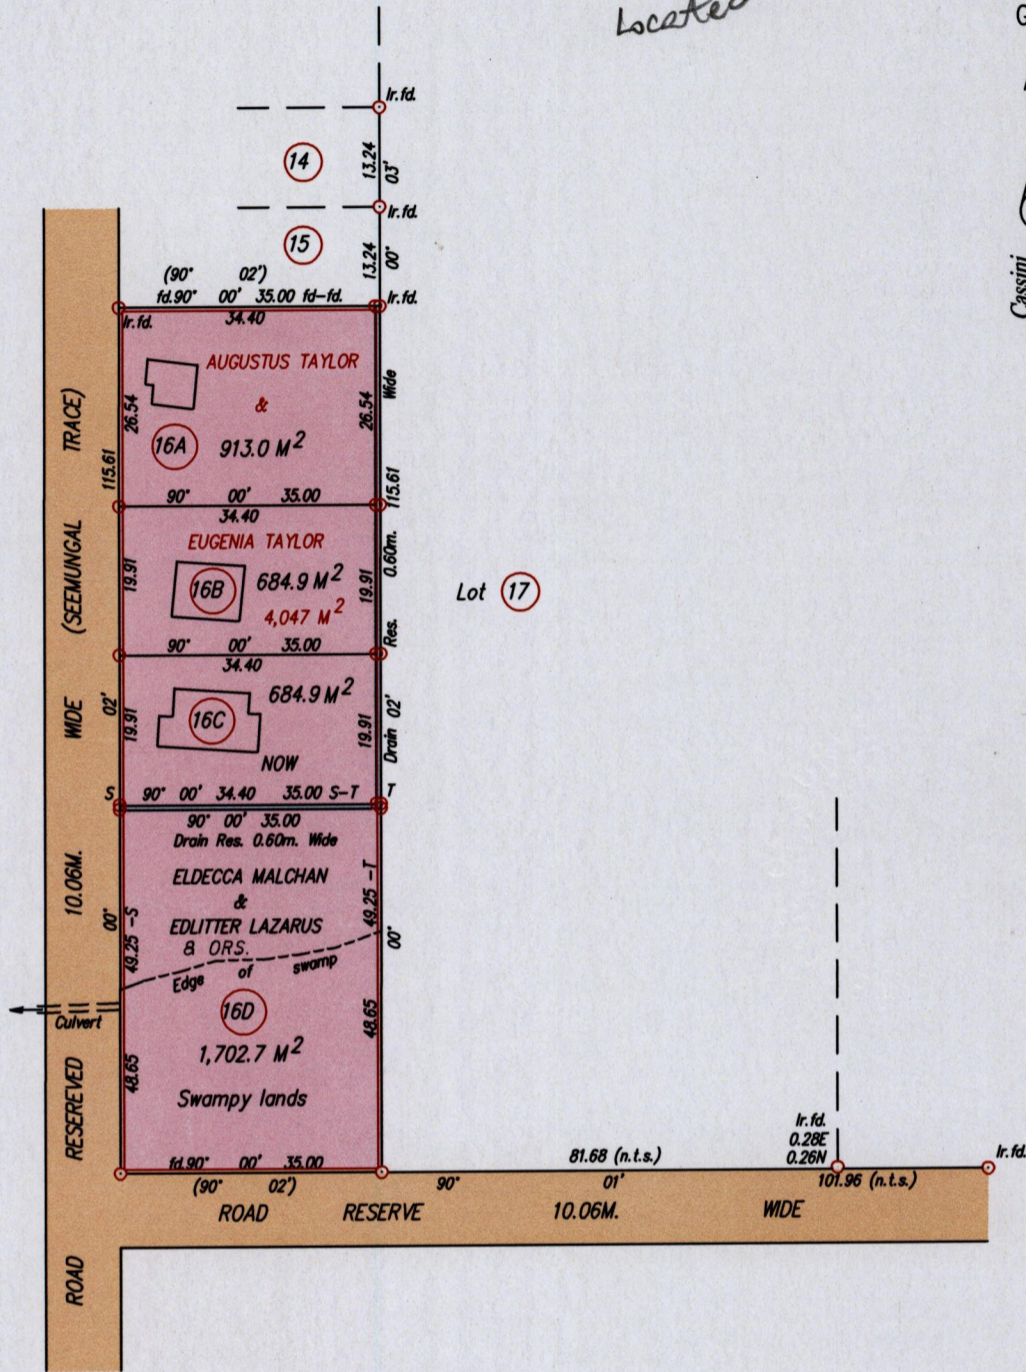 Located
G
Ir.fd.
14
13.24
03'
Ir.fd.
15
13.24
00°
(90° 02')
fd.90° 00' 35.00 fd-fd.
Ir.fd.
Ir.fd.
34.40
AUGUSTUS TAYLOR
&
16A 913.0 M²
26.54
26.54
Wide
115.61
115.61
90° 00' 35.00
34.40
EUGENIA TAYLOR
16B 684.9 M²
4,047 M²
19.91
19.91
0.60m.
Res.
Lot 17
90° 00' 35.00
34.40
684.9 M²
16C
19.91
19.91
02'
Drain 02'
NOW
S 90° 00' 34.40 35.00 S-T T
90° 00' 35.00
Drain Res. 0.60m. Wide
ELDECCA MALCHAN
&
EDLITTER LAZARUS
& ORS.
00°
49.25 -S
49.25 -T
00°
Edge of swamp
16D
1,702.7 M²
Swampy lands
48.65
48.65
Culvert
fd.90° 00' 35.00
(90° 02')
ROAD RESEREVED 10.06M. WIDE (SEEMUNGAL TRACE)
Ir.fd.
0.28E
0.26N
81.68 (n.t.s.)
Ir.fd.
90° 01' 101.96 (n.t.s.)
ROAD RESERVE 10.06M. WIDE
Cassini